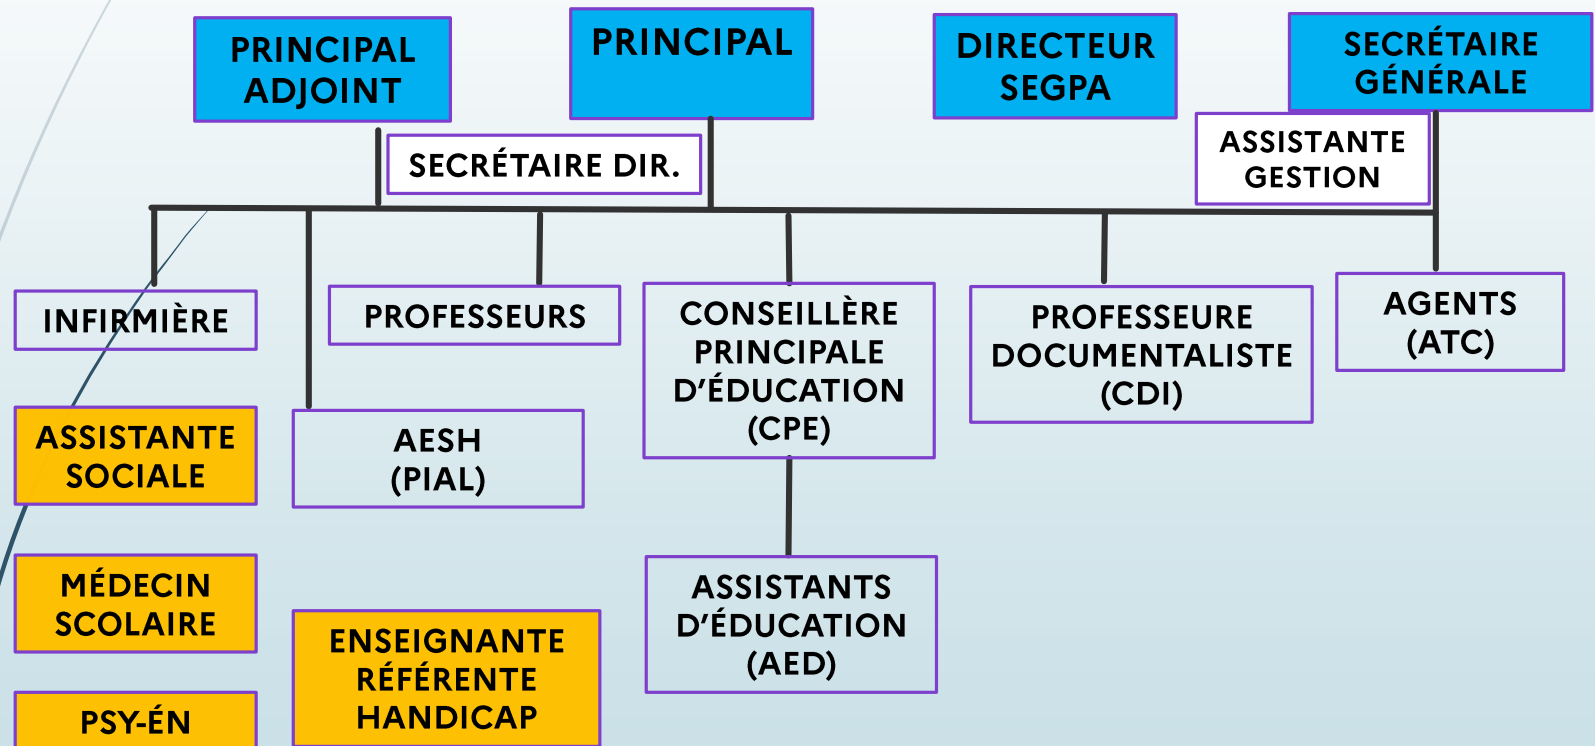 PRINCIPAL
ADJOINT
PRINCIPAL
DIRECTEUR
SEGPA
SECRÉTAIRE
GÉNÉRALE
SECRÉTAIRE DIR.
ASSISTANTE
GESTION
INFIRMIÈRE
PROFESSEURS
CONSEILLÈRE
PRINCIPALE
D’ÉDUCATION
(CPE)
PROFESSEURE
DOCUMENTALISTE
(CDI)
AGENTS
(ATC)
ASSISTANTE
SOCIALE
AESH
(PIAL)
MÉDECIN
SCOLAIRE
ENSEIGNANTE
RÉFÉRENTE
HANDICAP
ASSISTANTS
D’ÉDUCATION
(AED)
PSY-ÉN